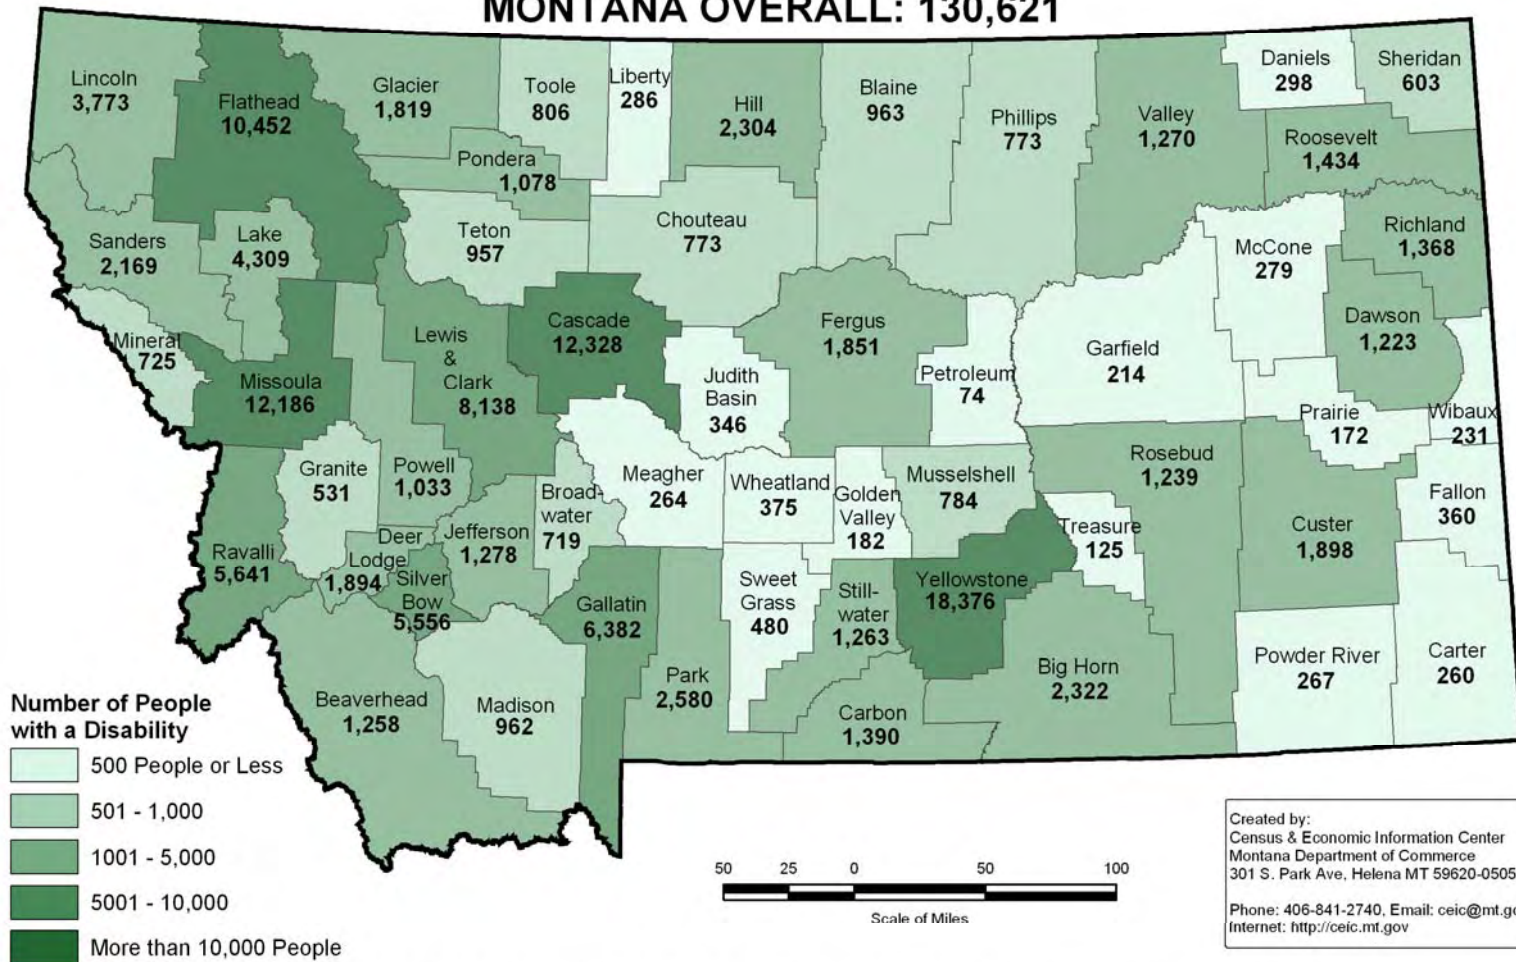 MONTANA OVERALL: 130,621
Lincoln
3,773
Flathead
10,452
Glacier
1,819
Toole
806
Liberty
286
Hill
2,304
Blaine
963
Phillips
773
Valley
1,270
Daniels
298
Sheridan
603
Roosevelt
1,434
Pondera
1,078
Sanders
2,169
Lake
4,309
Teton
957
Chouteau
773
McCone
279
Richland
1,368
Mineral
725
Missoula
12,186
Lewis
&
Clark
8,138
Cascade
12,328
Judith
Basin
346
Fergus
1,851
Petroleum
74
Garfield
214
Dawson
1,223
Prairie
172
Wibaux
231
Granite
531
Powell
1,033
Broad-
water
719
Meagher
264
Wheatland
375
Golden
Valley
182
Musselshell
784
Rosebud
1,239
Treasure
125
Custer
1,898
Fallon
360
Ravalli
5,641
Deer
Lodge
1,894
Silver
Bow
5,556
Jefferson
1,278
Gallatin
6,382
Park
2,580
Sweet
Grass
480
Still-
water
1,263
Yellowstone
18,376
Big Horn
2,322
Powder River
267
Carter
260
Beaverhead
1,258
Madison
962
Carbon
1,390
Number of People
with a Disability
500 People or Less
501 - 1,000
1001 - 5,000
5001 - 10,000
More than 10,000 People
50 25 0 50 100
Scale of Miles
Created by:
Census & Economic Information Center
Montana Department of Commerce
301 S. Park Ave, Helena MT 59620-0505
Phone: 406-841-2740, Email: ceic@mt.go
Internet: http://ceic.mt.gov